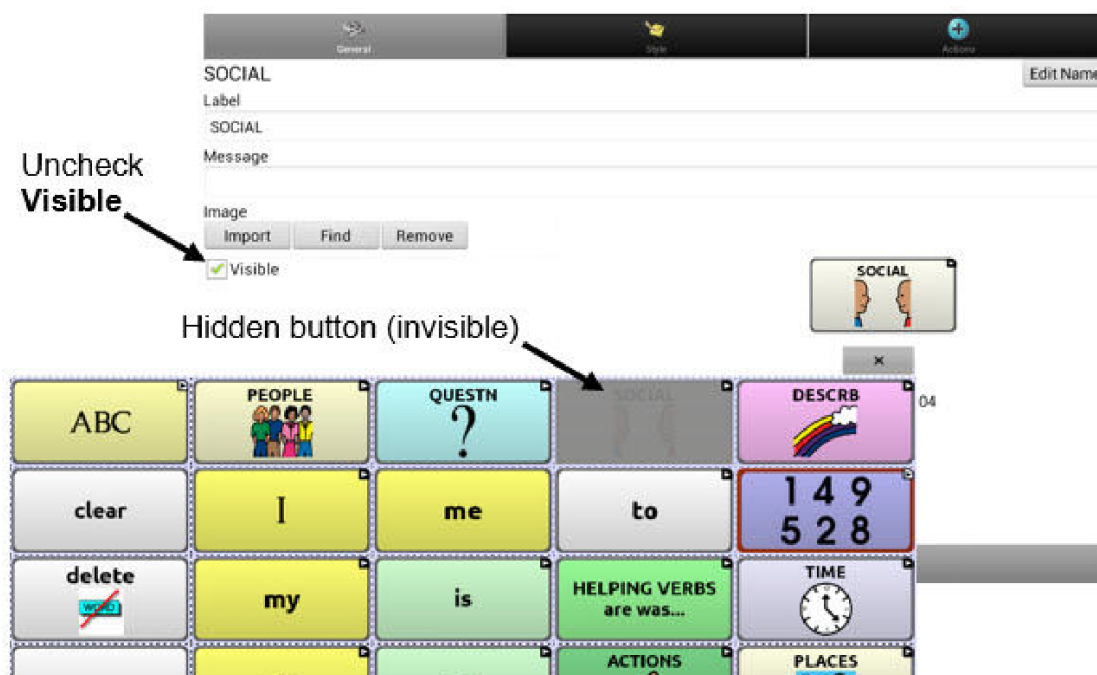 General
Style
Actions
SOCIAL
Edit Name
Label
SOCIAL
Message
Uncheck
Visible
Image
Import Find Remove
Visible
SOCIAL
Hidden button (invisible)
×
ABC
PEOPLE
QUESTN
?
SOCIAL
DESCRB
04
clear
I
me
to
1 4 9
5 2 8
delete
WORD
my
is
HELPING VERBS
are was...
TIME
ACTIONS
PLACES